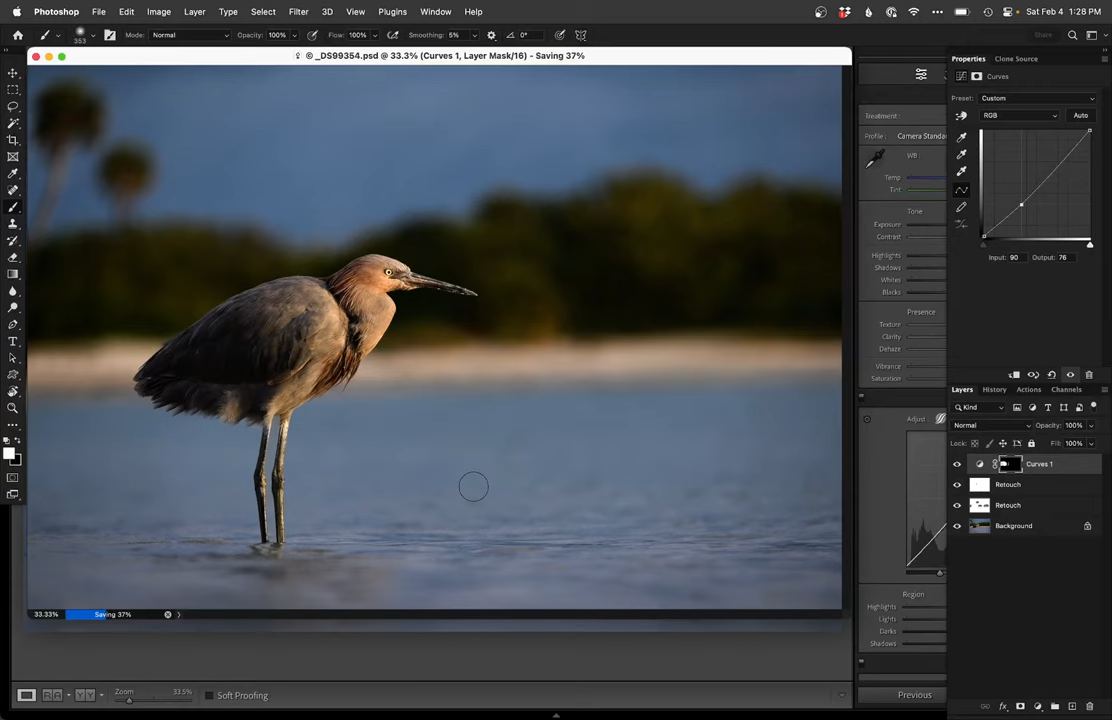 Photoshop File Edit Image Layer Type Select Filter 3D View Plugins Window Help Sat Feb 4 1:28 PM
353 Mode: Normal Opacity: 100% Flow: 100% Smoothing: 5% 0° Share
© _DS99354.psd @ 33.3% (Curves 1, Layer Mask/16) - Saving 37%
Properties Clone Source
Curves
Preset: Custom
RGB Auto
Input: 90 Output: 76
Treatment:
Profile: Camera Standa
WB:
Temp
Tint
Tone
Exposure
Contrast
Highlights
Shadows
Whites
Blacks
Presence
Texture
Clarity
Dehaze
Vibrance
Saturation
Adjust
Region
Highlights
Lights
Darks
Shadows
Previous
Layers History Actions Channels
Kind
Normal Opacity: 100%
Lock: Fill: 100%
Curves 1
Retouch
Retouch
Background
33.33% Saving 37%
Zoom 33.5% Soft Proofing